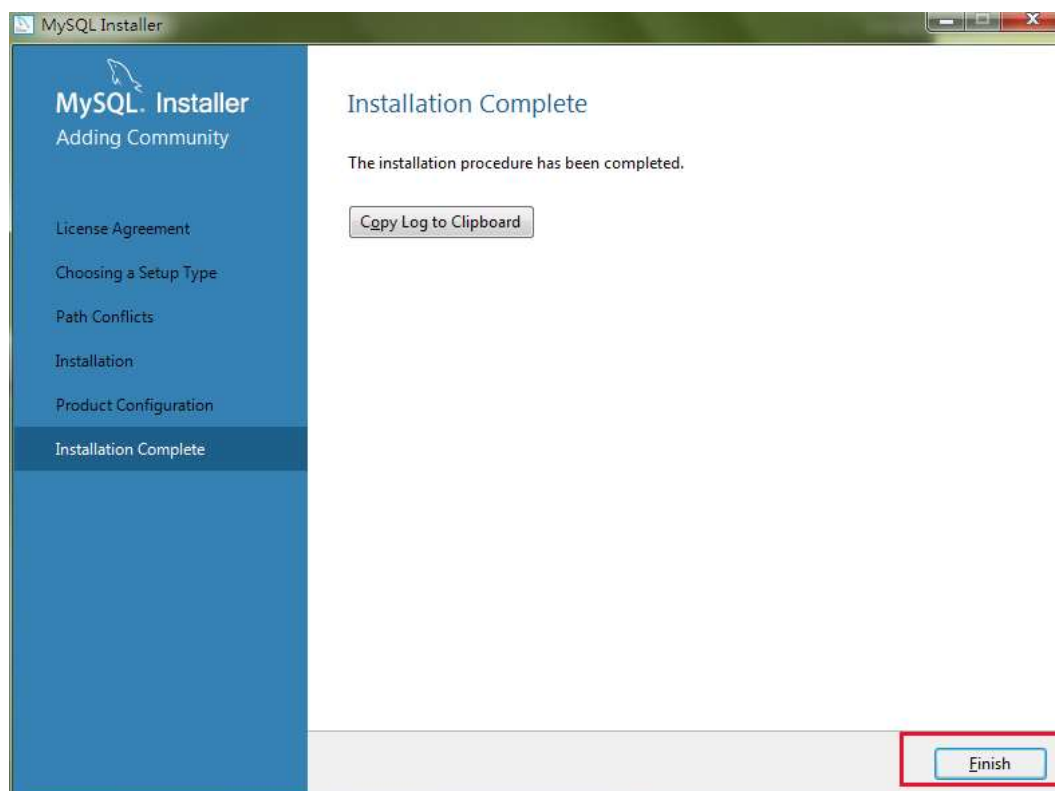 MySQL Installer
MySQL. Installer
Adding Community
License Agreement
Choosing a Setup Type
Path Conflicts
Installation
Product Configuration
Installation Complete
Installation Complete
The installation procedure has been completed.
Copy Log to Clipboard
Finish